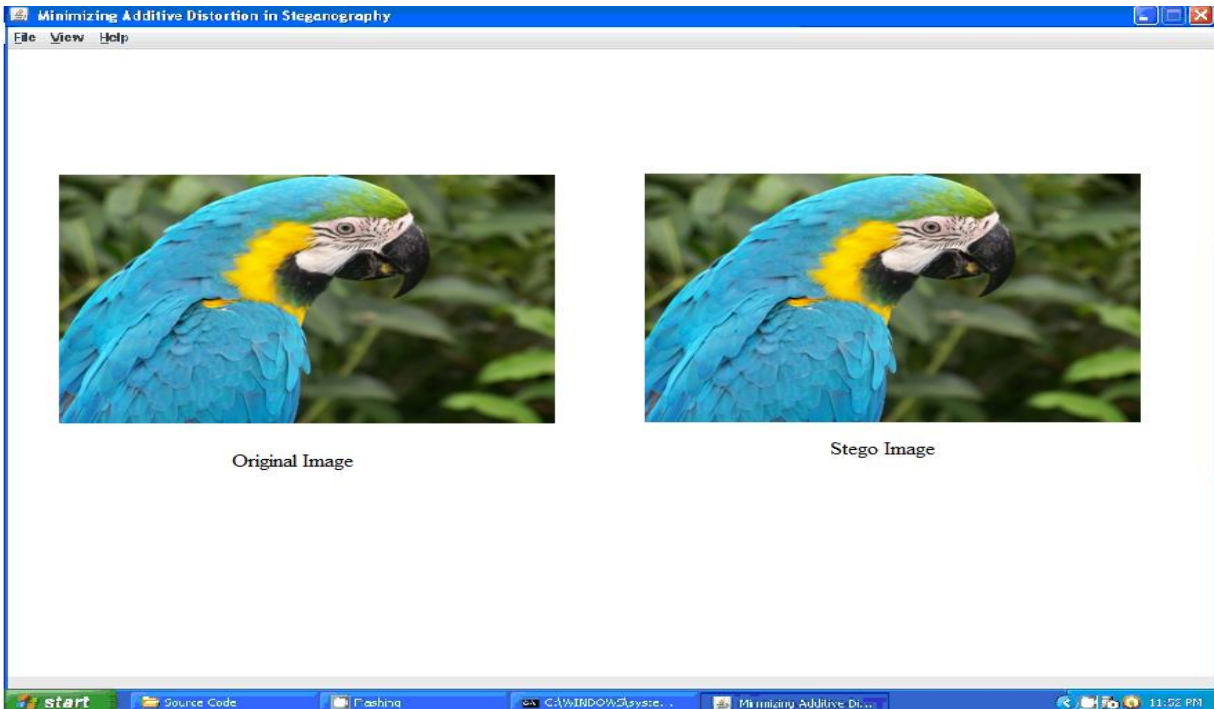 Minimizing Additive Distortion in Steganography
File View Help
Original Image
Stego Image
start
Source Code
C:\WINDOWS\syste...
Minimizing Additive Di...
11:52 PM